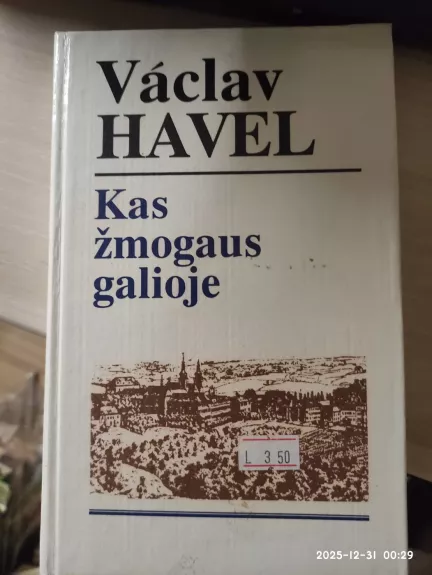 Václav
HAVEL
Kas
žmogaus
galioje
L 3 50
2025-12-31 00:29